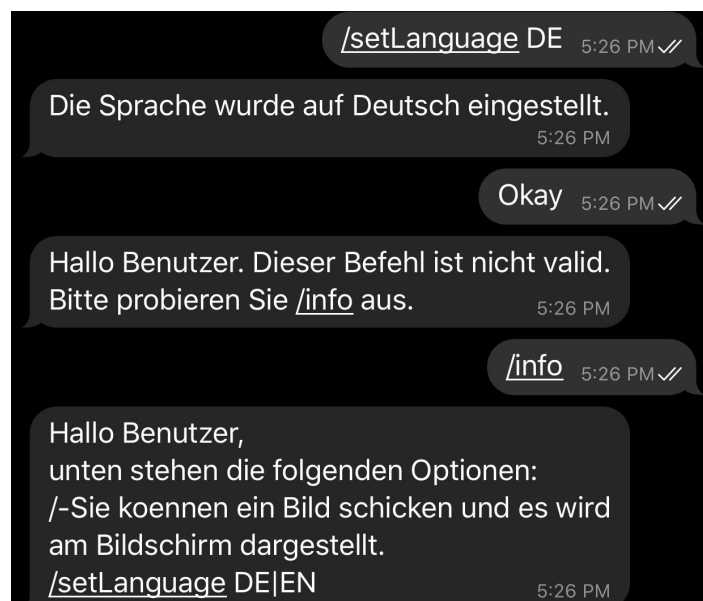 /setLanguage DE 5:26 PM
Die Sprache wurde auf Deutsch eingestellt.
5:26 PM
Okay 5:26 PM
Hallo Benutzer. Dieser Befehl ist nicht valid.
Bitte probieren Sie /info aus. 5:26 PM
/info 5:26 PM
Hallo Benutzer,
unten stehen die folgenden Optionen:
/-Sie koennen ein Bild schicken und es wird
am Bildschirm dargestellt.
/setLanguage DE|EN 5:26 PM